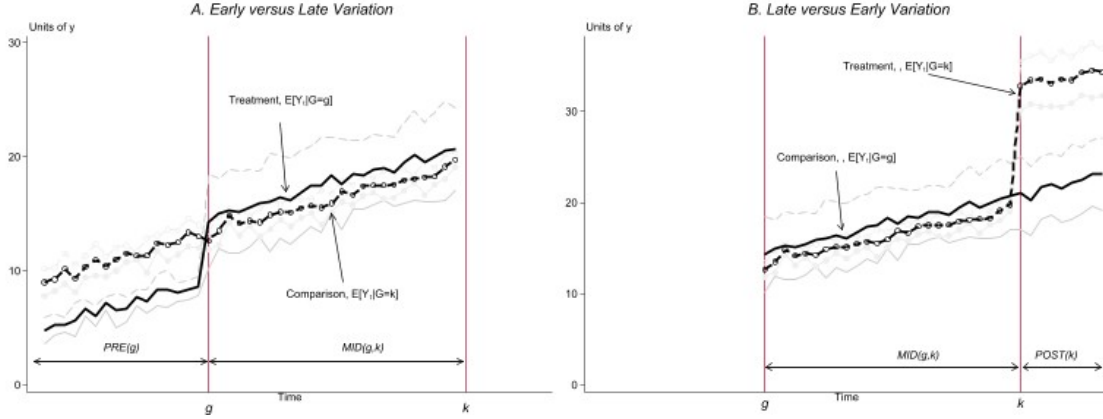 A. Early versus Late Variation
Units of y
30
20
10
0
Treatment, E[Yₜ|G=g]
Comparison, E[Yₜ|G=k]
PRE(g)
MID(g,k)
Time
g
k
B. Late versus Early Variation
Units of y
30
20
10
0
Treatment, , E[Yₜ|G=k]
Comparison, , E[Yₜ|G=g]
MID(g,k)
POST(k)
Time
g
k